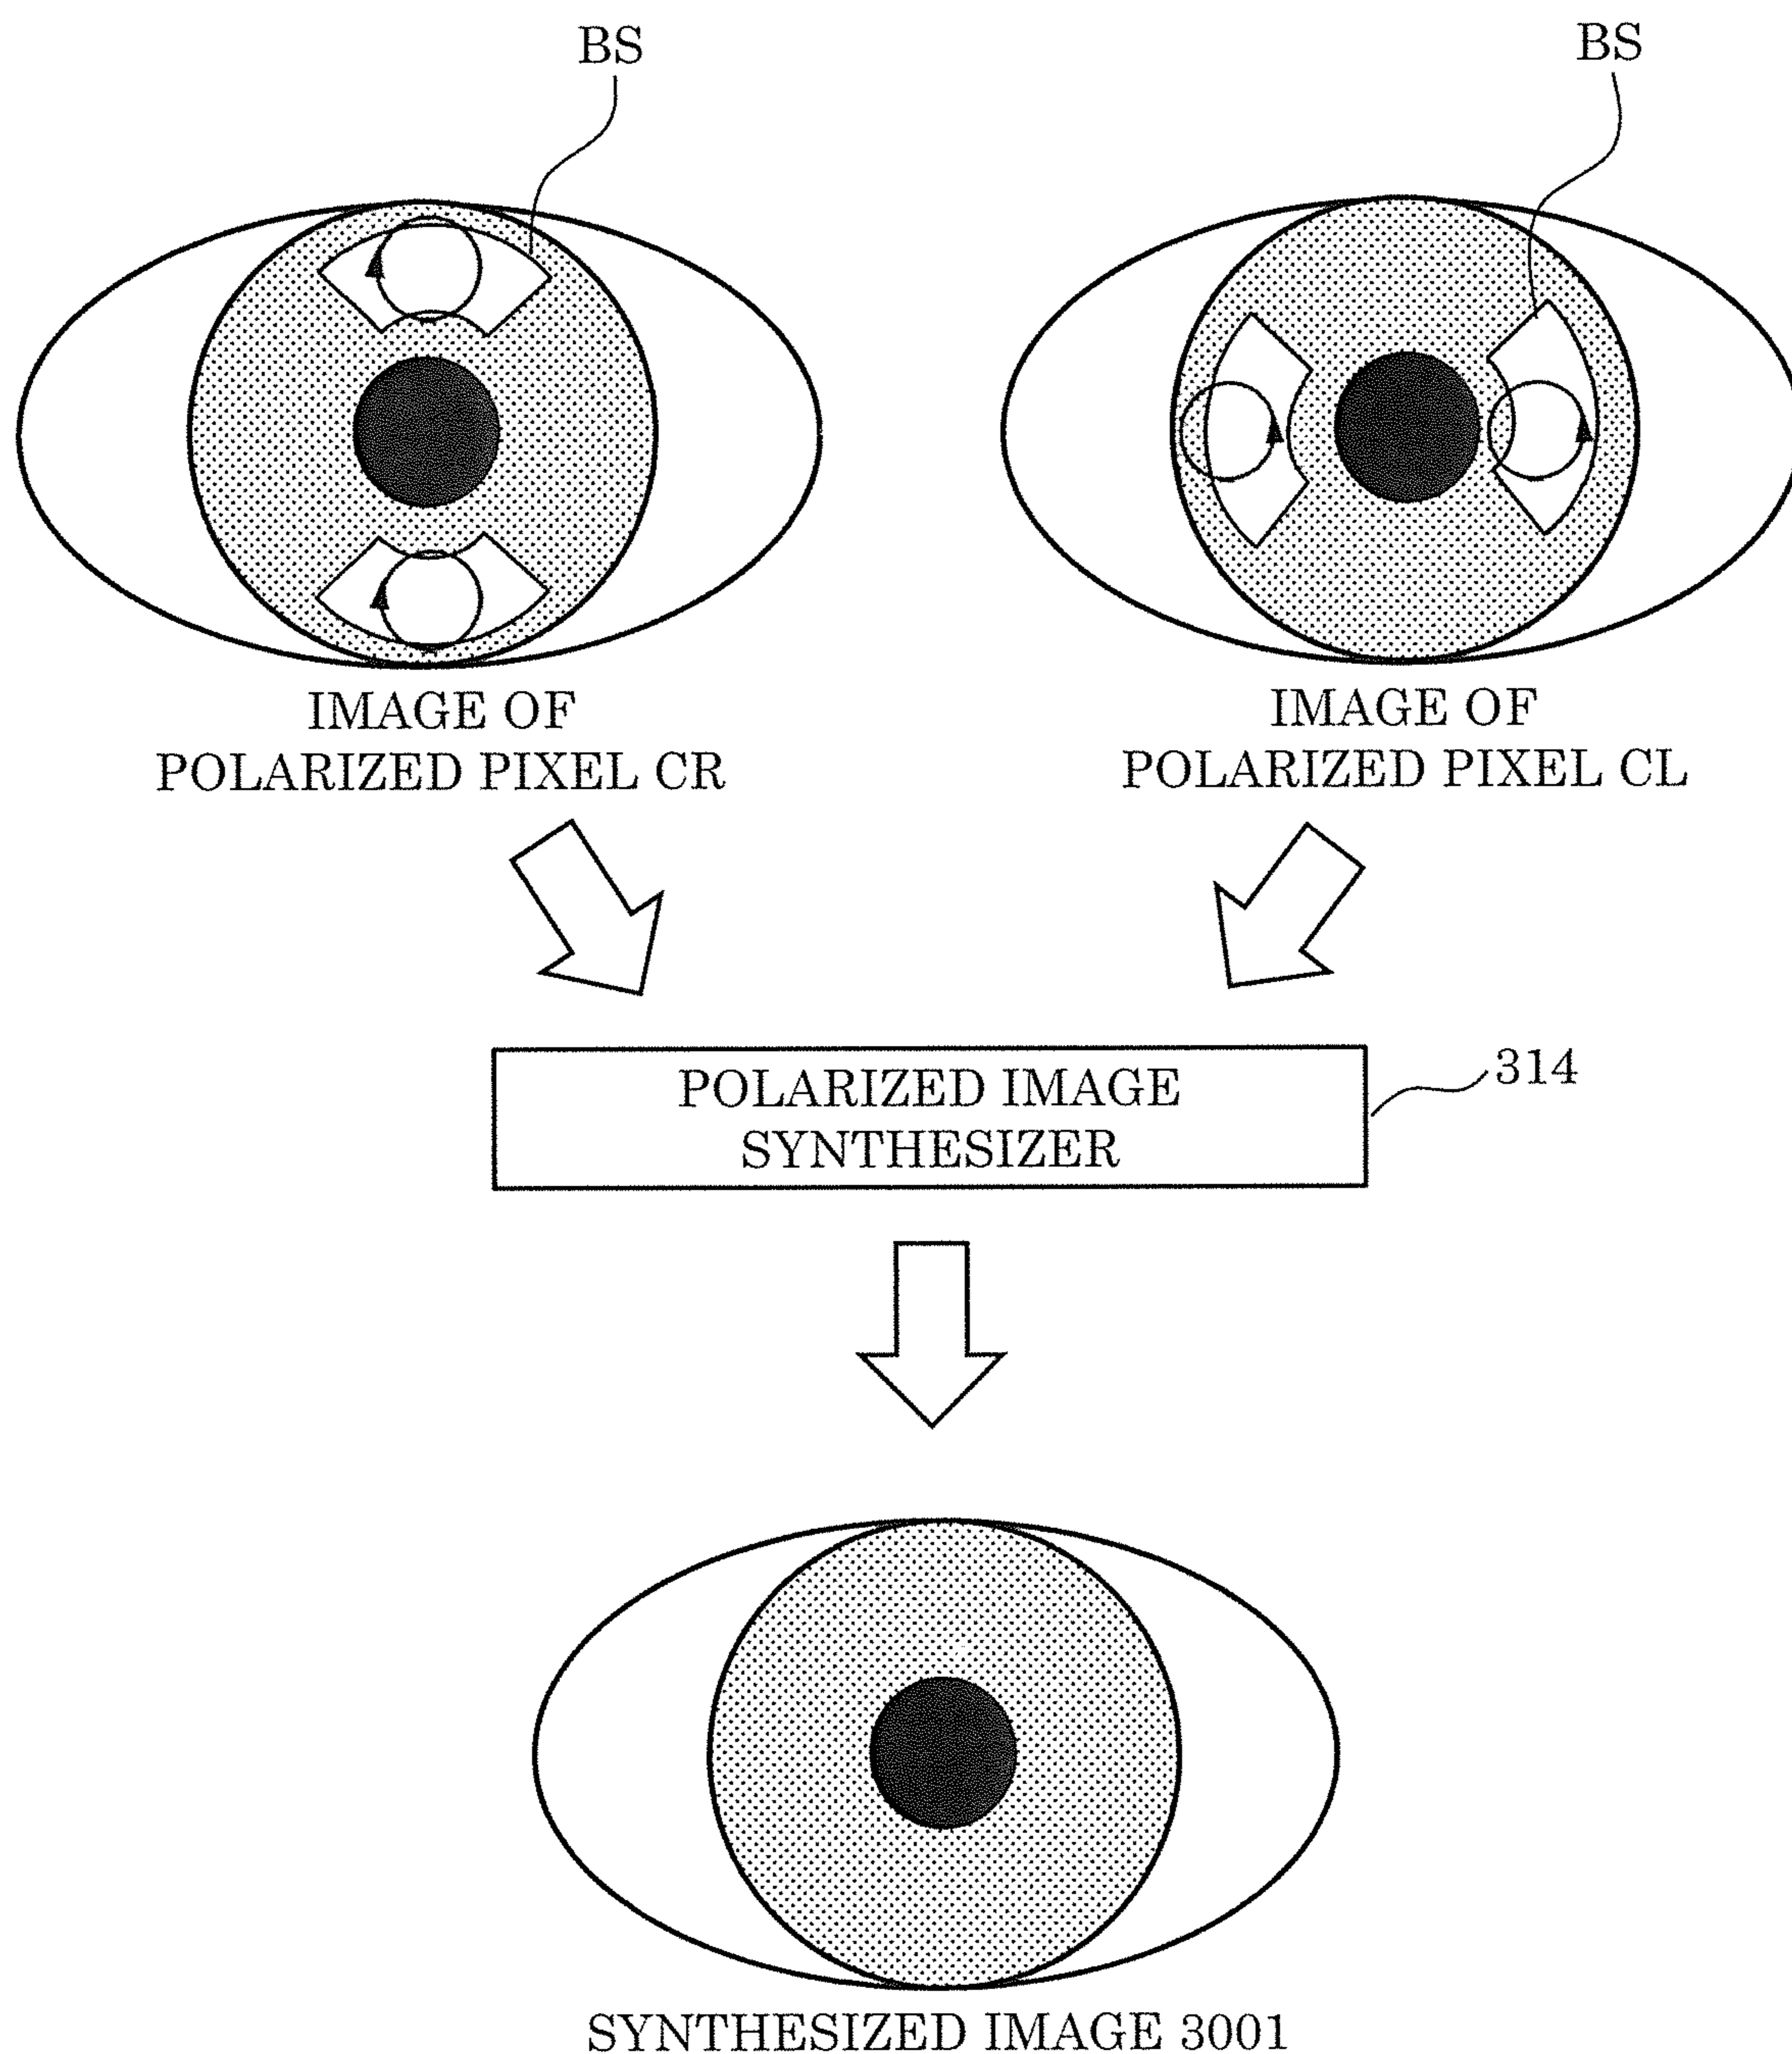 BS
BS
IMAGE OF
POLARIZED PIXEL CR
IMAGE OF
POLARIZED PIXEL CL
POLARIZED IMAGE
SYNTHESIZER
314
SYNTHESIZED IMAGE 3001